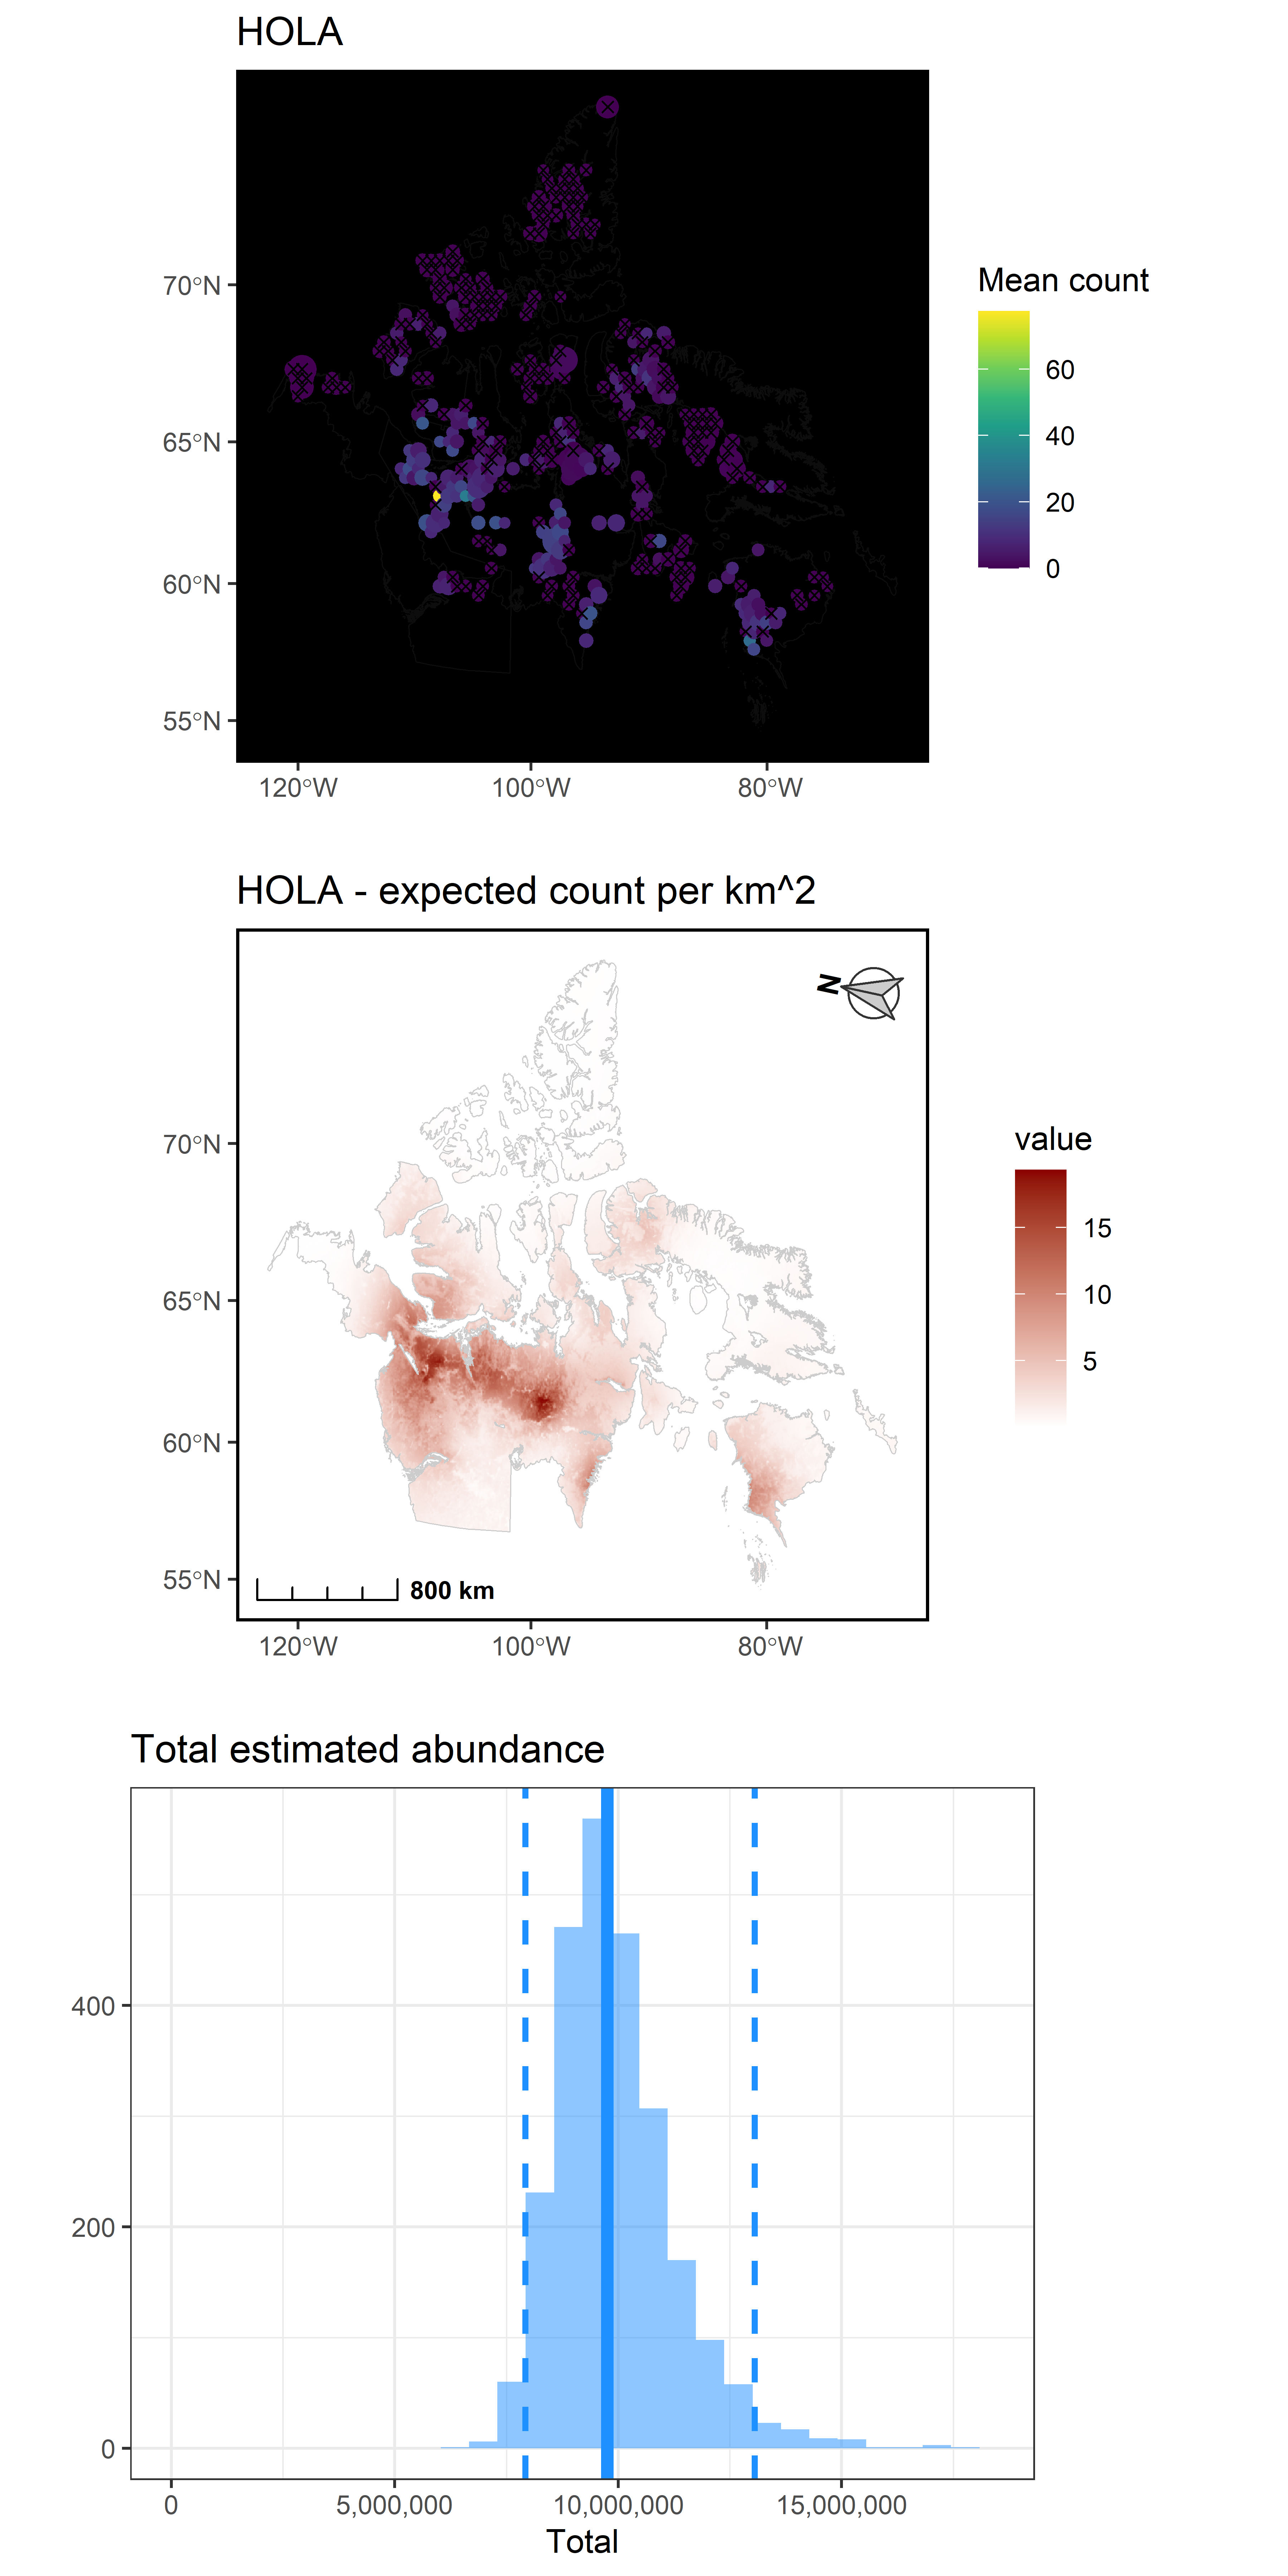 HOLA
70°N
65°N
60°N
55°N
120°W 100°W 80°W
Mean count
60
40
20
0
HOLA - expected count per km^2
N
70°N
65°N
60°N
55°N
800 km
120°W 100°W 80°W
value
15
10
5
Total estimated abundance
400
200
0
0 5,000,000 10,000,000 15,000,000
Total